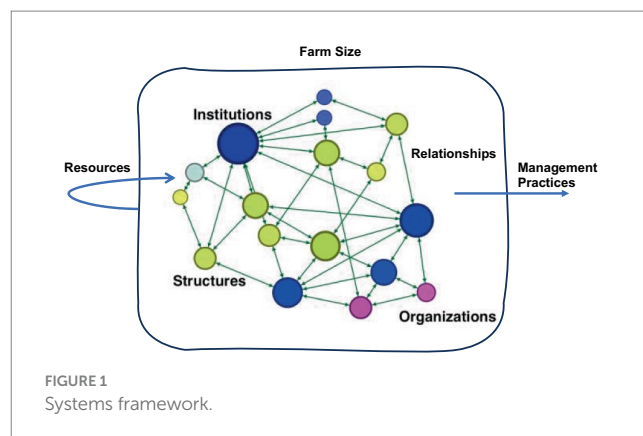 Farm Size
Institutions
Resources
Relationships
Management
Practices
Structures
Organizations
FIGURE 1
Systems framework.